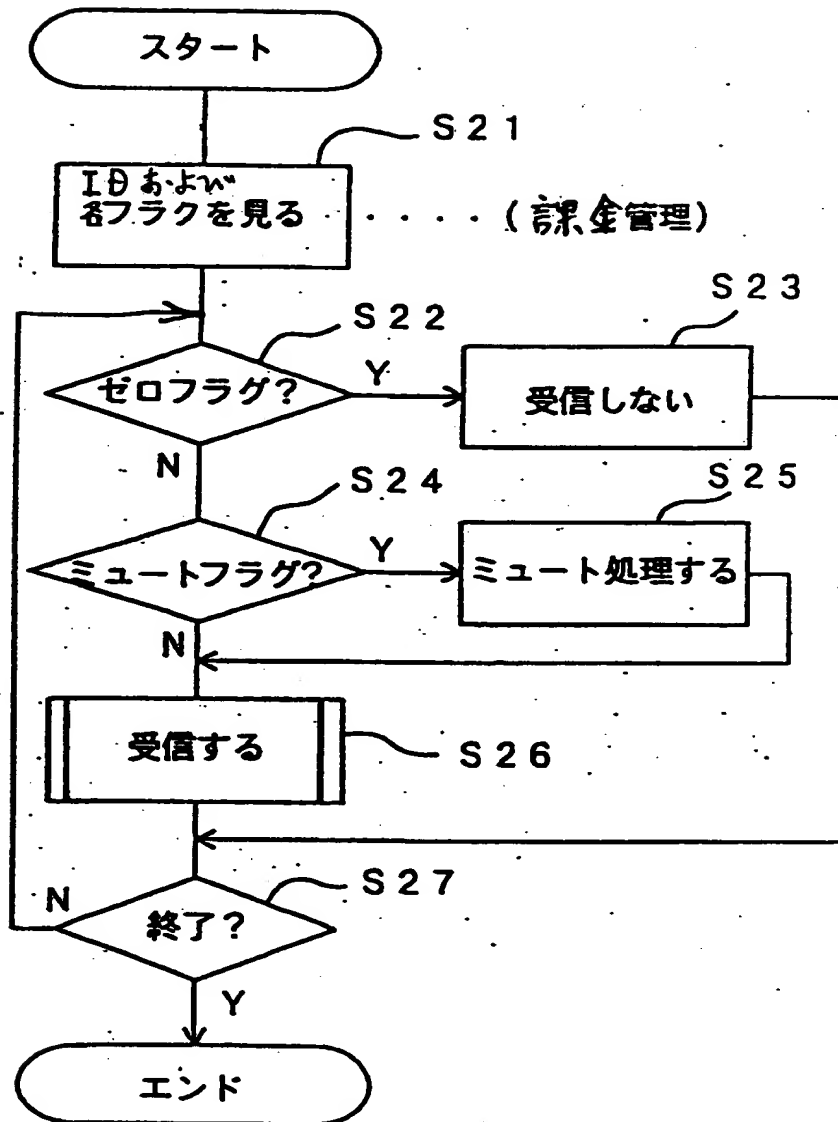 スタート
S21
IDおよび
各フラクを見る ・・・・(課金管理)
S22
ゼロフラグ?
Y
S23
受信しない
N
S24
ミュートフラグ?
Y
S25
ミュート処理する
N
受信する
S26
S27
終了?
N
Y
エンド